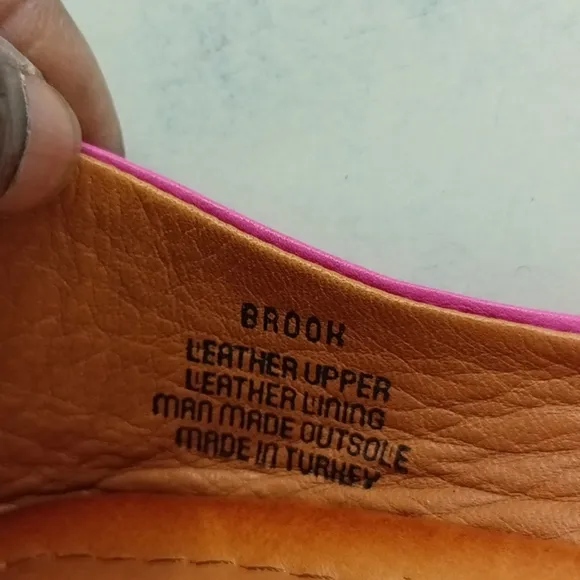 BROOK
LEATHER UPPER
LEATHER LINING
MAN MADE OUTSOLE
MADE IN TURKEY